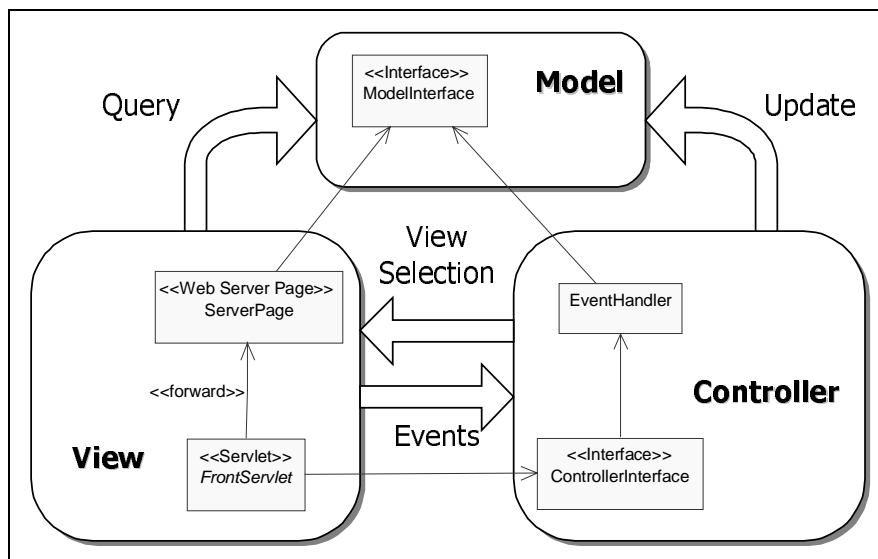 <<Interface>>
ModelInterface
Model
Query
Update
View
Selection
<<Web Server Page>>
ServerPage
EventHandler
<<forward>>
Controller
Events
View
<<Servlet>>
FrontServlet
<<Interface>>
ControllerInterface